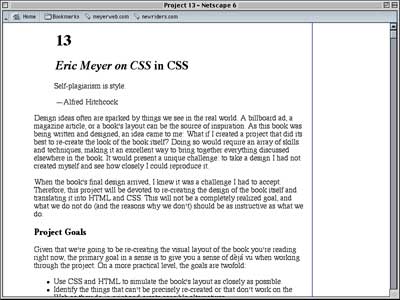 Project 13 - Netscape 6
Home Bookmarks meyerweb.com newriders.com
13
Eric Meyer on CSS in CSS
Self-plagiarism is style.
—Alfred Hitchcock
Design ideas often are sparked by things we see in the real world. A billboard ad, a
magazine article, or a book's layout can be the source of inspiration. As this book was
being written and designed, an idea came to me: What if I created a project that did its
best to re-create the look of the book itself? Doing so would require an array of skills
and techniques, making it an excellent way to bring together everything discussed
elsewhere in the book. It would present a unique challenge: to take a design I had not
created myself and see how closely I could reproduce it.
When the book's final design arrived, I knew it was a challenge I had to accept.
Therefore, this project will be devoted to re-creating the design of the book itself and
translating it into HTML and CSS. This will not be a completely realized goal, and
what we do not do (and the reasons why we don't) should be as instructive as what we
do.
Project Goals
Given that we're going to be re-creating the visual layout of the book you're reading
right now, the primary goal in a sense is to give you a sense of déjà vu when working
through the project. On a more practical level, the goals are twofold:
• Use CSS and HTML to simulate the book's layout as closely as possible.
• Identify the things that can't be precisely re-created or that don't work on the